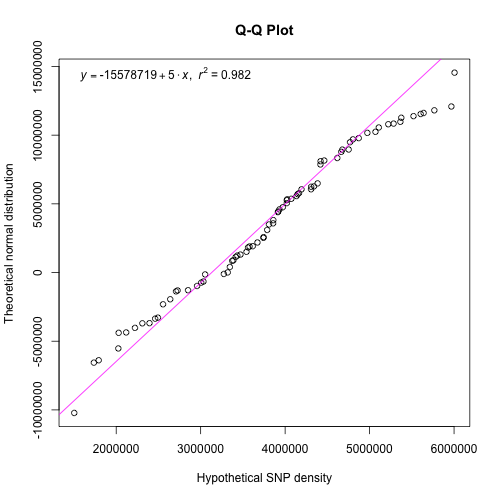 Q-Q Plot
y = -15578719 + 5 · x,  r² = 0.982
15000000
10000000
5000000
0
-5000000
-10000000
Theoretical normal distribution
2000000 3000000 4000000 5000000 6000000
Hypothetical SNP density